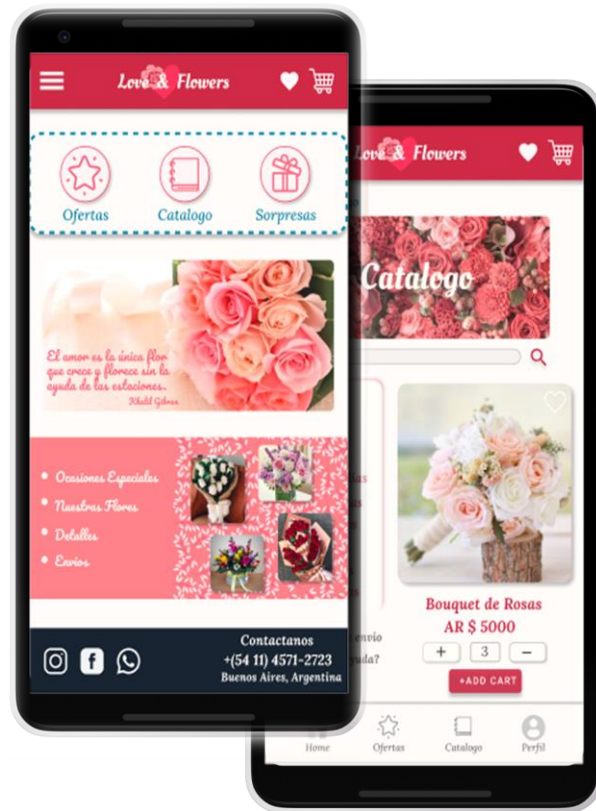 Love & Flowers
Ofertas
Catalogo
Sorpresas
El amor es la única flor
que crece y florece sin la
ayuda de las estaciones.
Khalil Gibran
Ocasiones Especiales
Nuestras Flores
Detalles
Envios
Contactanos
+(54 11) 4571-2723
Buenos Aires, Argentina
Love & Flowers
Catalogo
Bouquet de Rosas
AR $ 5000
+ 3 -
+ADD CART
envio
Home
Ofertas
Catalogo
Perfil